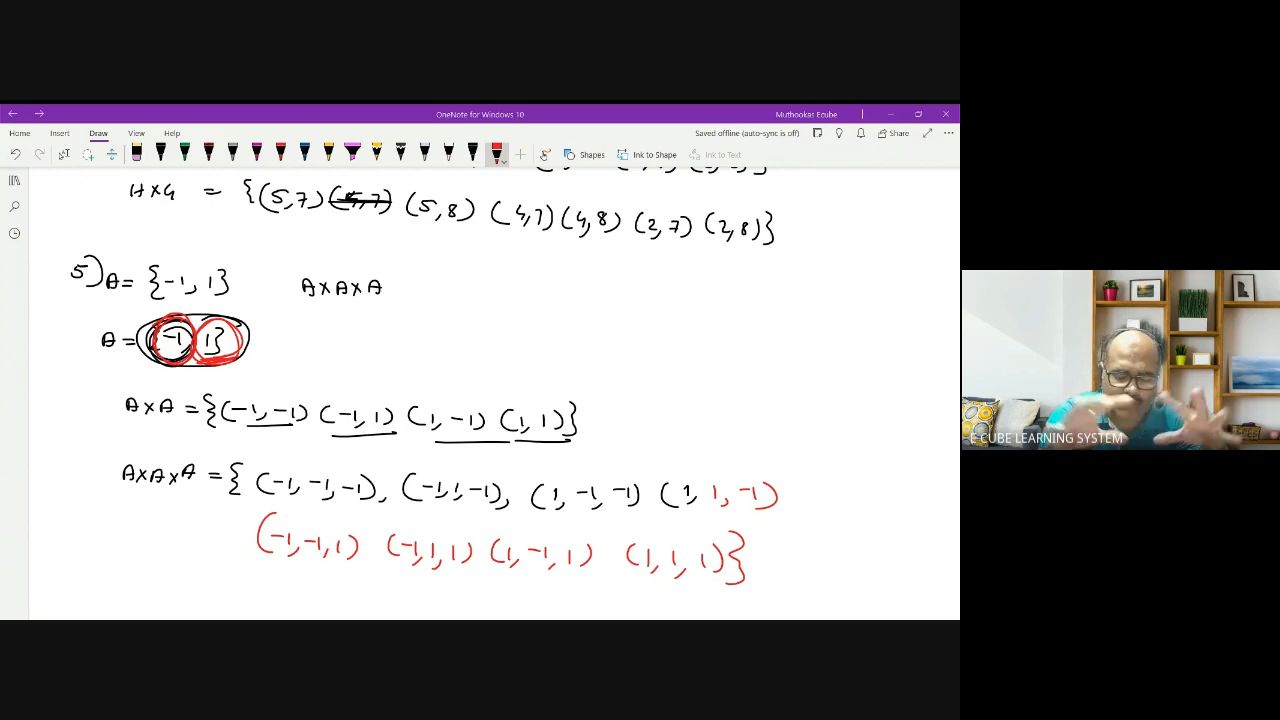 OneNote for Windows 10
Muthookas Ecube
Home Insert Draw View Help
Saved offline (auto-sync is off)
Share
Shapes
Ink to Shape
Ink to Text
H×G = {(5,7) (5,8) (4,7) (4,8) (2,7) (2,8)}
5) A = {-1, 1} A×A×A
A = -1 1}
A×A = {(-1, -1) (-1, 1) (1, -1) (1, 1)}
A×A×A = { (-1, -1, -1), (-1, 1, -1), (1, -1, -1) (1, 1, -1)
(-1, -1, 1) (-1, 1, 1) (1, -1, 1) (1, 1, 1)}
E CUBE LEARNING SYSTEM